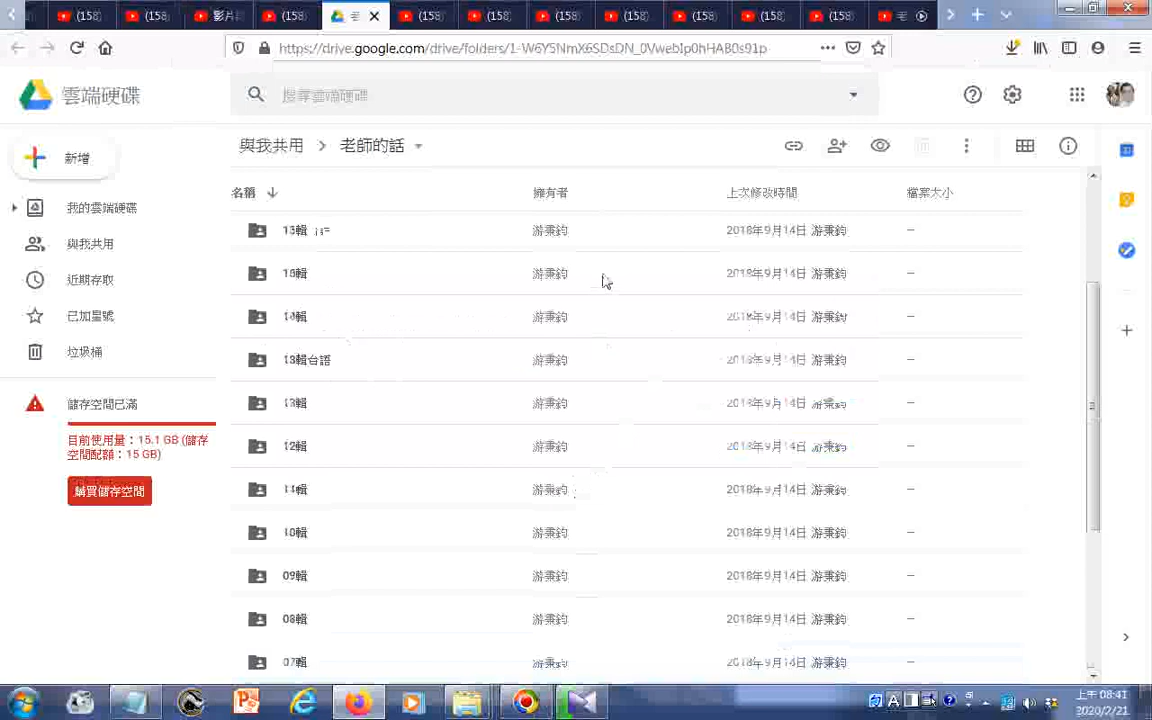 (158)
(158)
影片
(158)
(158)
(158)
(158)
(158)
(158)
(158)
(158)
https://drive.google.com/drive/folders/1-W6Y5NmX6SDsDN_0VwebIp0hHAB0s91p
雲端硬碟
搜尋雲端硬碟
新增
與我共用 > 老師的話
名稱 擁有者 上次修改時間 檔案大小
我的雲端硬碟
與我共用
近期存取
已加星號
垃圾桶
儲存空間已滿
目前使用量：15.1 GB (儲存
空間配額：15 GB)
購買儲存空間
游秉鈞 2018年9月14日 游秉鈞 –
游秉鈞 2018年9月14日 游秉鈞 –
14輯 游秉鈞 2018年9月14日 游秉鈞 –
13輯台語 游秉鈞 2018年9月14日 游秉鈞 –
13輯 游秉鈞 2018年9月14日 游秉鈞 –
12輯 游秉鈞 2018年9月14日 游秉鈞 –
11輯 游秉鈞 2018年9月14日 游秉鈞 –
10輯 游秉鈞 2018年9月14日 游秉鈞 –
09輯 游秉鈞 2018年9月14日 游秉鈞 –
08輯 游秉鈞 2018年9月14日 游秉鈞 –
07輯 游秉鈞 2018年9月14日 游秉鈞 –
上午 08:41
2020/2/21